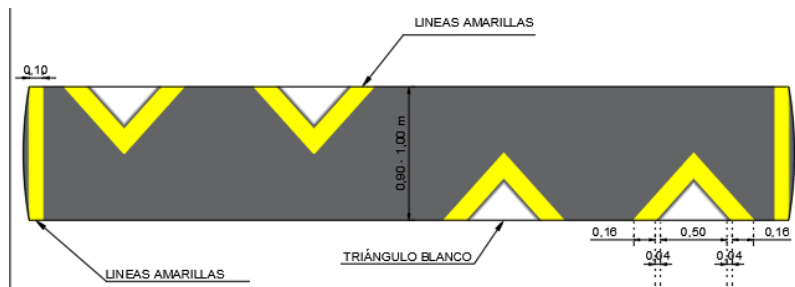 LINEAS AMARILLAS
0,10
0,90 - 1,00 m
0,16
0,50
0,16
0,04
0,04
TRIÁNGULO BLANCO
LINEAS AMARILLAS